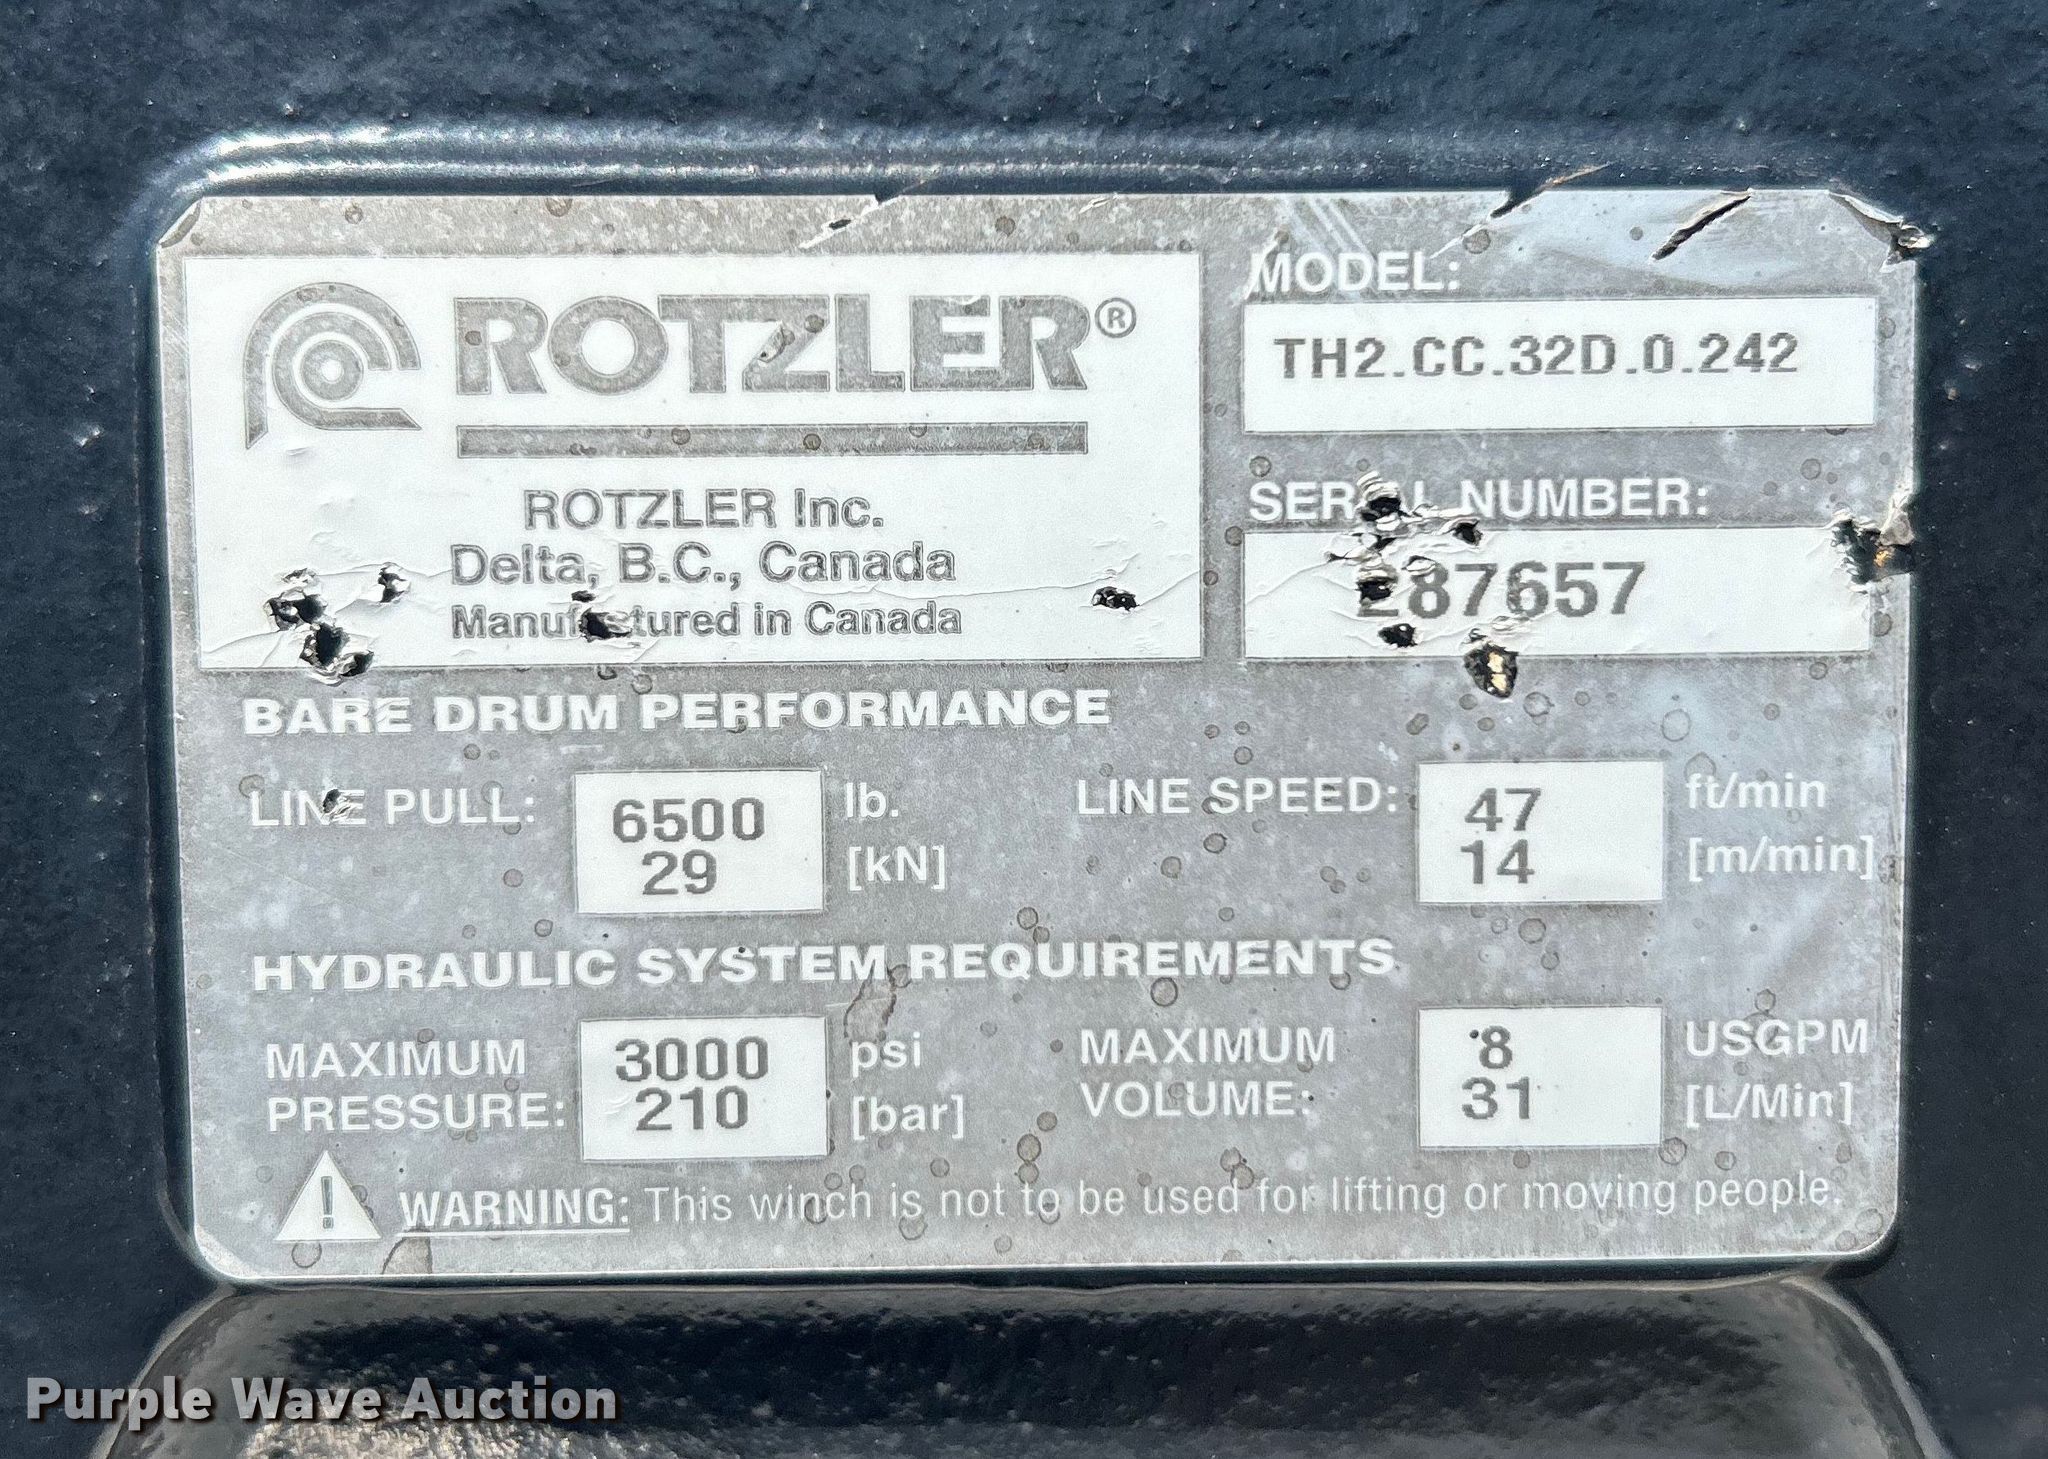 ROTZLER®
ROTZLER Inc.
Delta, B.C., Canada
Manufactured in Canada
MODEL:
TH2.CC.32D.0.242
SERIAL NUMBER:
287657
BARE DRUM PERFORMANCE
LINE PULL: 6500 lb.
29 [kN]
LINE SPEED: 47 ft/min
14 [m/min]
HYDRAULIC SYSTEM REQUIREMENTS
MAXIMUM PRESSURE: 3000 psi
210 [bar]
MAXIMUM VOLUME: 8 USGPM
31 [L/Min]
WARNING: This winch is not to be used for lifting or moving people.
Purple Wave Auction